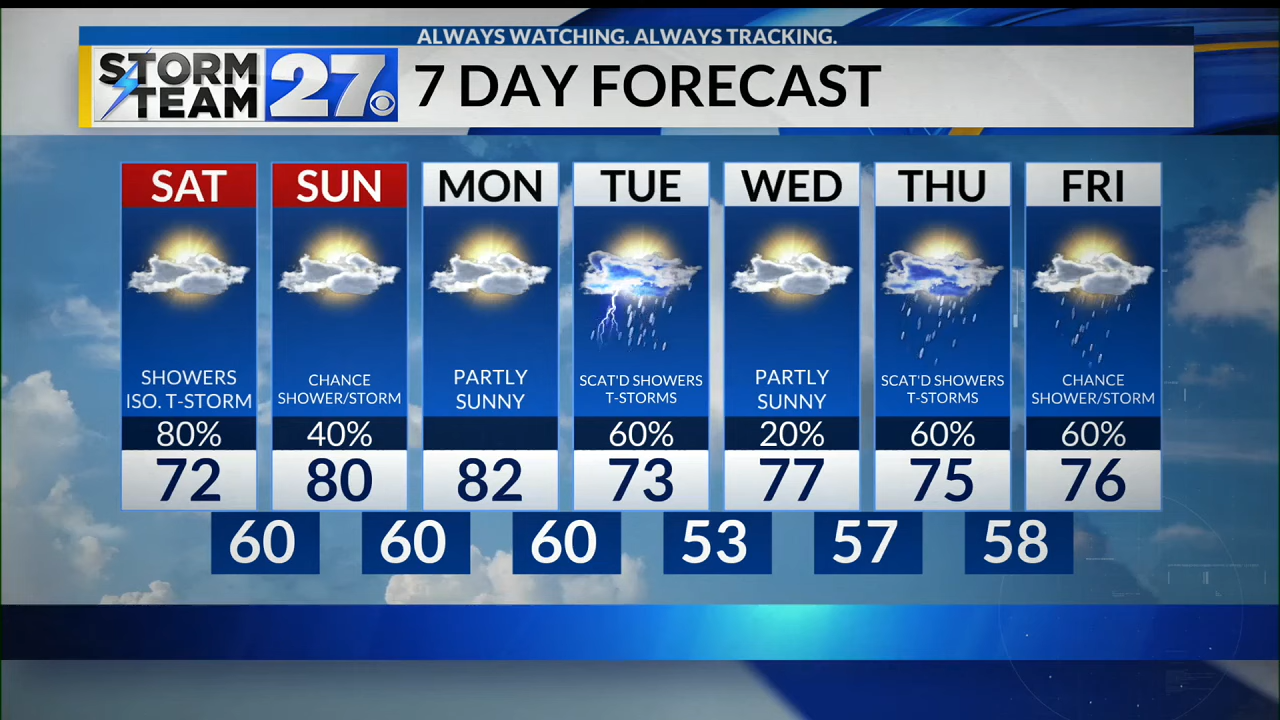 ALWAYS WATCHING. ALWAYS TRACKING.
STORM
TEAM
27
7 DAY FORECAST
SAT SUN MON TUE WED THU FRI
SHOWERS
ISO. T-STORM
CHANCE
SHOWER/STORM
PARTLY
SUNNY
SCAT'D SHOWERS
T-STORMS
PARTLY
SUNNY
SCAT'D SHOWERS
T-STORMS
CHANCE
SHOWER/STORM
80% 40% 60% 20% 60% 60%
72 80 82 73 77 75 76
60 60 60 53 57 58